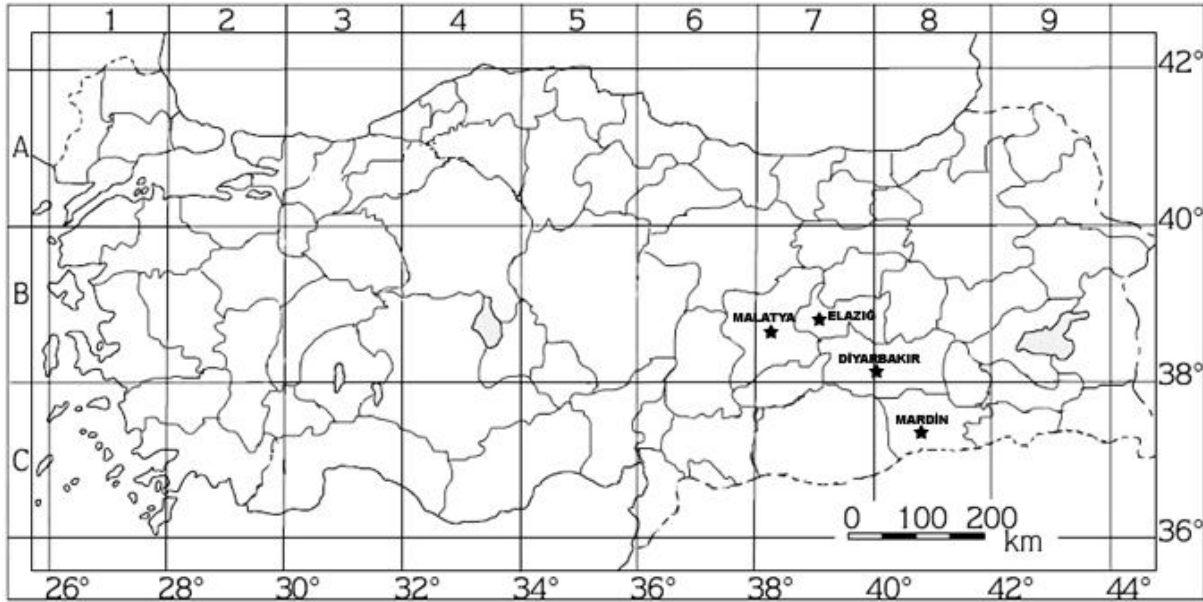 1 2 3 4 5 6 7 8 9
42°
A
40°
B
MALATYA ELAZIĞ
DİYARBAKIR
38°
MARDİN
C
0 100 200
km
36°
26° 28° 30° 32° 34° 36° 38° 40° 42° 44°